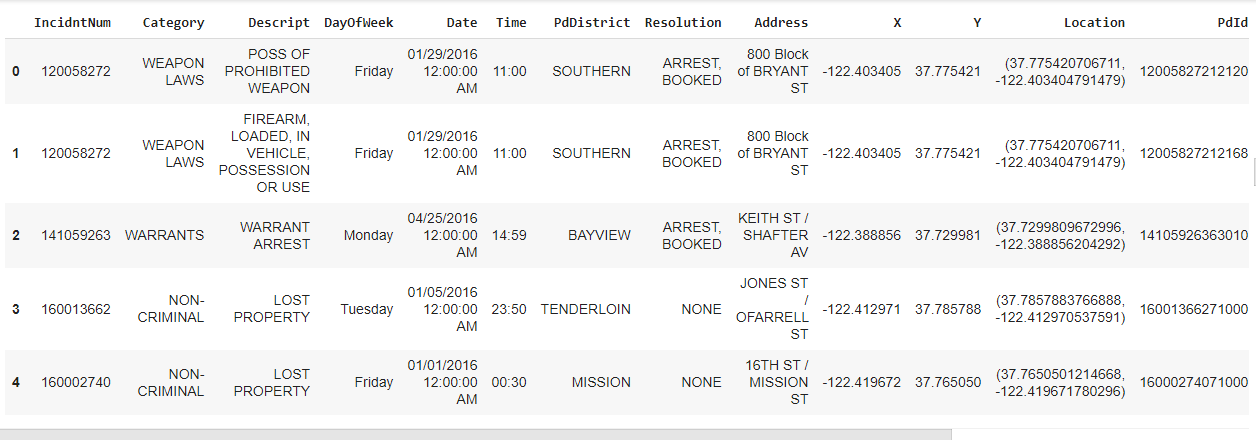 IncidntNum Category Descript DayOfWeek Date Time PdDistrict Resolution Address X Y Location PdId
0 120058272 WEAPON LAWS POSS OF PROHIBITED WEAPON Friday 01/29/2016 12:00:00 AM 11:00 SOUTHERN ARREST, BOOKED 800 Block of BRYANT ST -122.403405 37.775421 (37.775420706711, -122.403404791479) 12005827212120
1 120058272 WEAPON LAWS FIREARM, LOADED, IN VEHICLE, POSSESSION OR USE Friday 01/29/2016 12:00:00 AM 11:00 SOUTHERN ARREST, BOOKED 800 Block of BRYANT ST -122.403405 37.775421 (37.775420706711, -122.403404791479) 12005827212168
2 141059263 WARRANTS WARRANT ARREST Monday 04/25/2016 12:00:00 AM 14:59 BAYVIEW ARREST, BOOKED KEITH ST / SHAFTER AV -122.388856 37.729981 (37.7299809672996, -122.388856204292) 14105926363010
3 160013662 NON-CRIMINAL LOST PROPERTY Tuesday 01/05/2016 12:00:00 AM 23:50 TENDERLOIN NONE JONES ST / OFARRELL ST -122.412971 37.785788 (37.7857883766888, -122.412970537591) 16001366271000
4 160002740 NON-CRIMINAL LOST PROPERTY Friday 01/01/2016 12:00:00 AM 00:30 MISSION NONE 16TH ST / MISSION ST -122.419672 37.765050 (37.7650501214668, -122.419671780296) 16000274071000